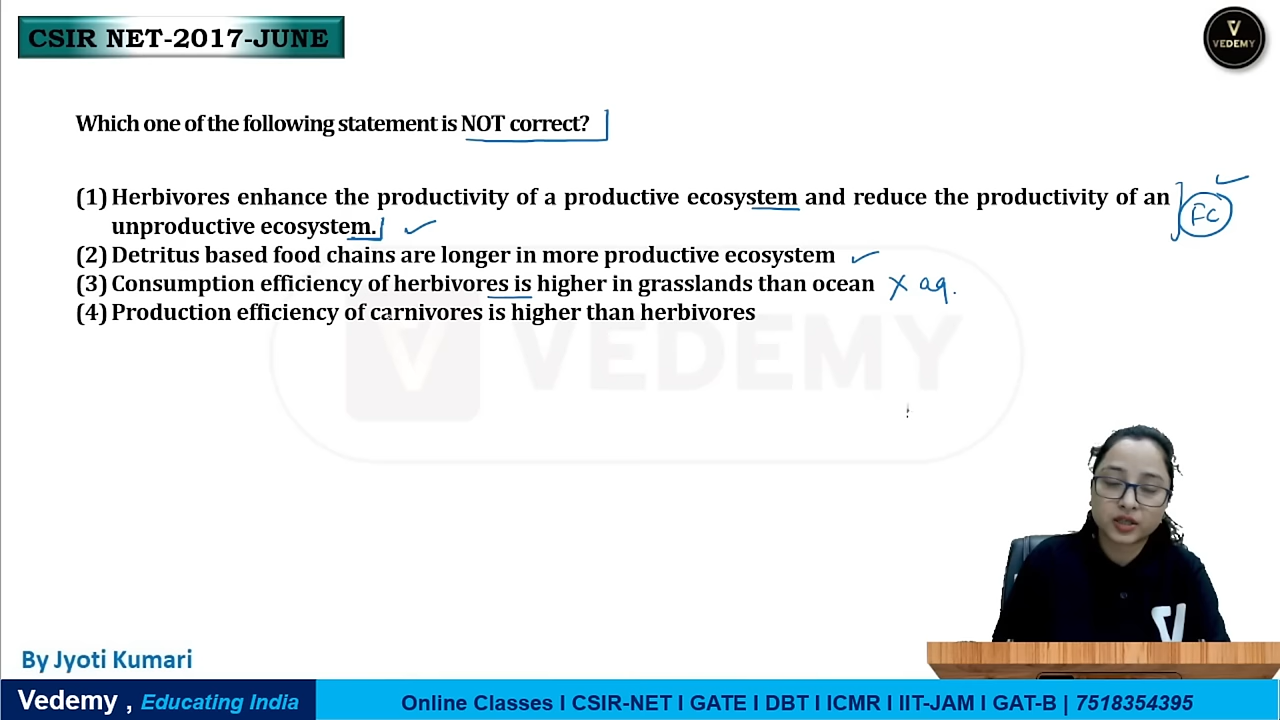 CSIR NET-2017-JUNE
VEDEMY
Which one of the following statement is NOT correct?
(1) Herbivores enhance the productivity of a productive ecosystem and reduce the productivity of an
unproductive ecosystem.
FC
(2) Detritus based food chains are longer in more productive ecosystem
(3) Consumption efficiency of herbivores is higher in grasslands than ocean X aq.
(4) Production efficiency of carnivores is higher than herbivores
VEDEMY
By Jyoti Kumari
Vedemy , Educating India
Online Classes I CSIR-NET I GATE I DBT I ICMR I IIT-JAM I GAT-B | 7518354395